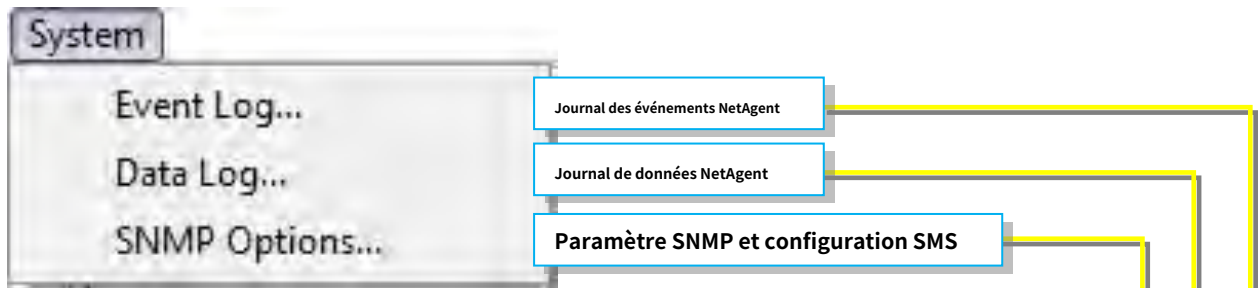 System
Event Log...
Journal des événements NetAgent
Data Log...
Journal de données NetAgent
SNMP Options...
Paramètre SNMP et configuration SMS